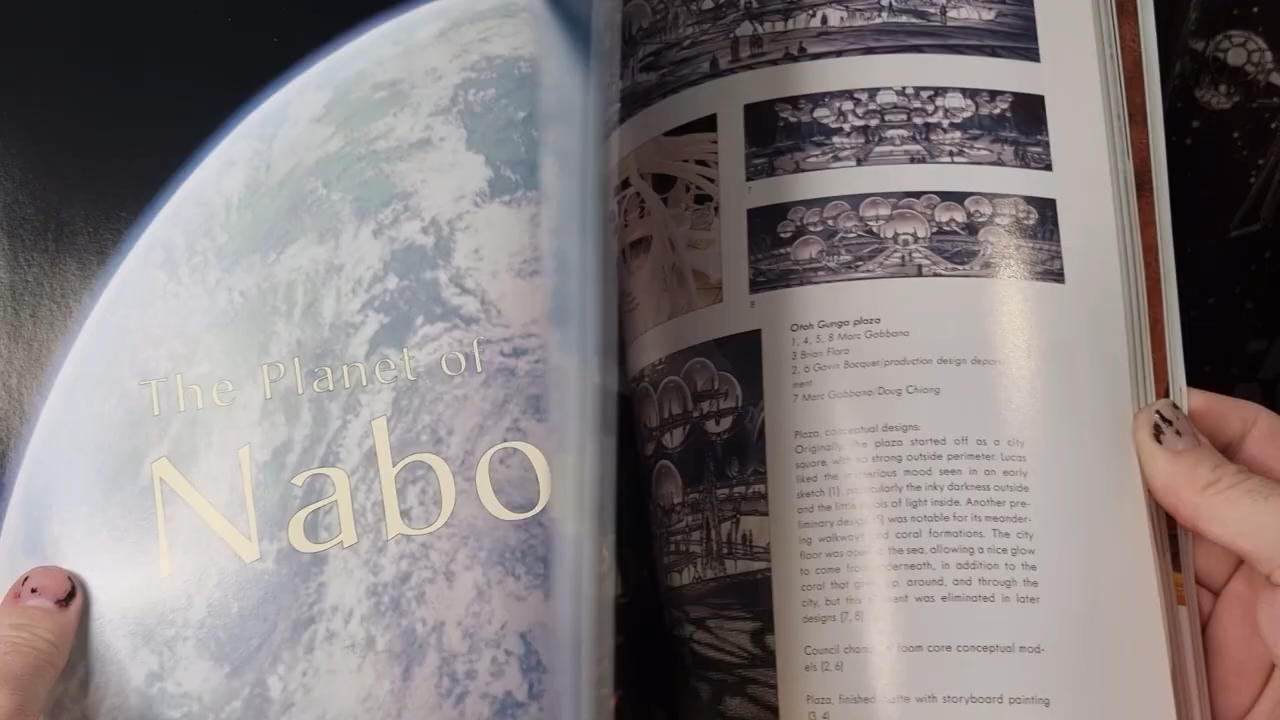 The Planet of
Nabo
7
8
Otoh Gunga plaza
1, 4, 5, 8 Marc Gabbana
3 Brian Flora
2, 6 Gavin Bocquet/production design depart-
ment
7 Marc Gabbana/Doug Chiang
Plaza, conceptual designs:
Originally, the plaza started off as a city
square, with no strong outside perimeter. Lucas
liked the mysterious mood seen in an early
sketch (1), particularly the inky darkness outside
and the little pools of light inside. Another pre-
liminary design (5) was notable for its meander-
ing walkways and coral formations. The city
floor was open to the sea, allowing a nice glow
to come from underneath, in addition to the
coral that grew up, around, and through the
city, but this element was eliminated in later
designs (7, 8).
Council chamber foam core conceptual mod-
els (2, 6)
Plaza, finished matte with storyboard painting
(3, 4)